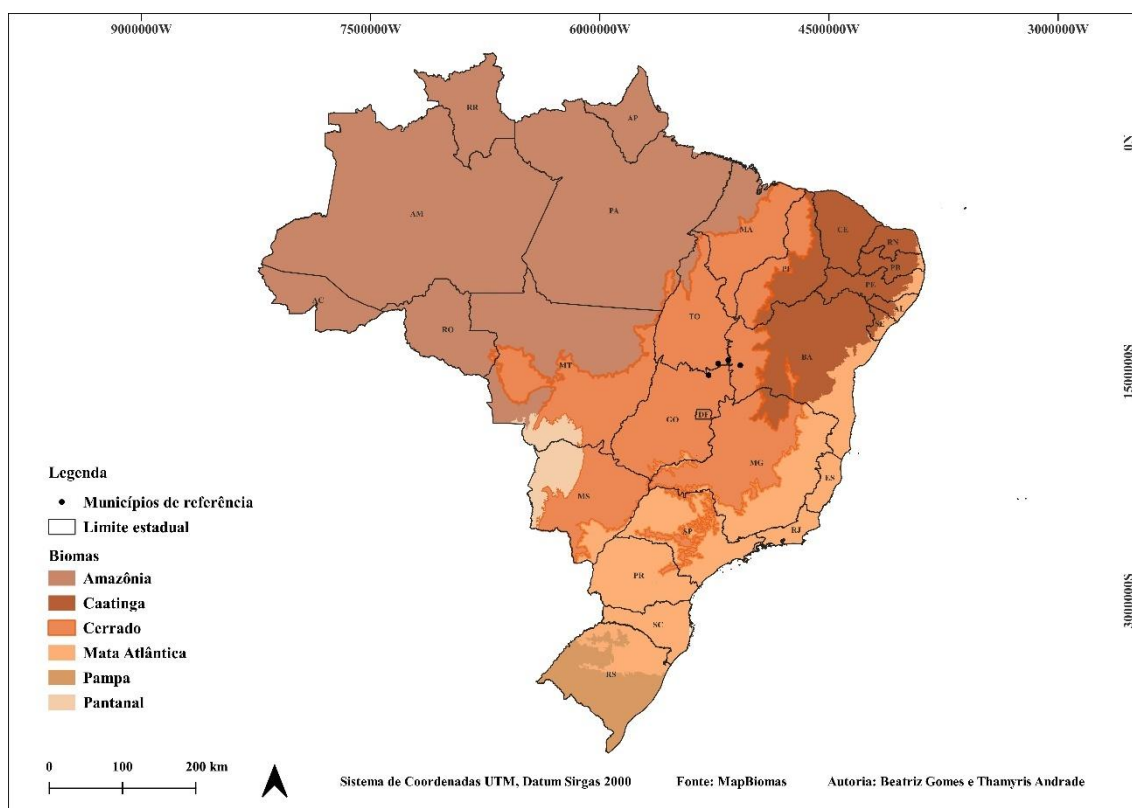 9000000W 7500000W 6000000W 4500000W 3000000W
0N
1500000S
3000000S
RR
AP
AM
PA
MA
CE
RN
PB
PI
PE
AL
SE
AC
RO
TO
MT
BA
GO
DF
MG
ES
MS
SP
RJ
PR
SC
RS
Legenda
Municípios de referência
Limite estadual
Biomas
Amazônia
Caatinga
Cerrado
Mata Atlântica
Pampa
Pantanal
0 100 200 km
Sistema de Coordenadas UTM, Datum Sirgas 2000 Fonte: MapBiomas Autoria: Beatriz Gomes e Thamyris Andrade